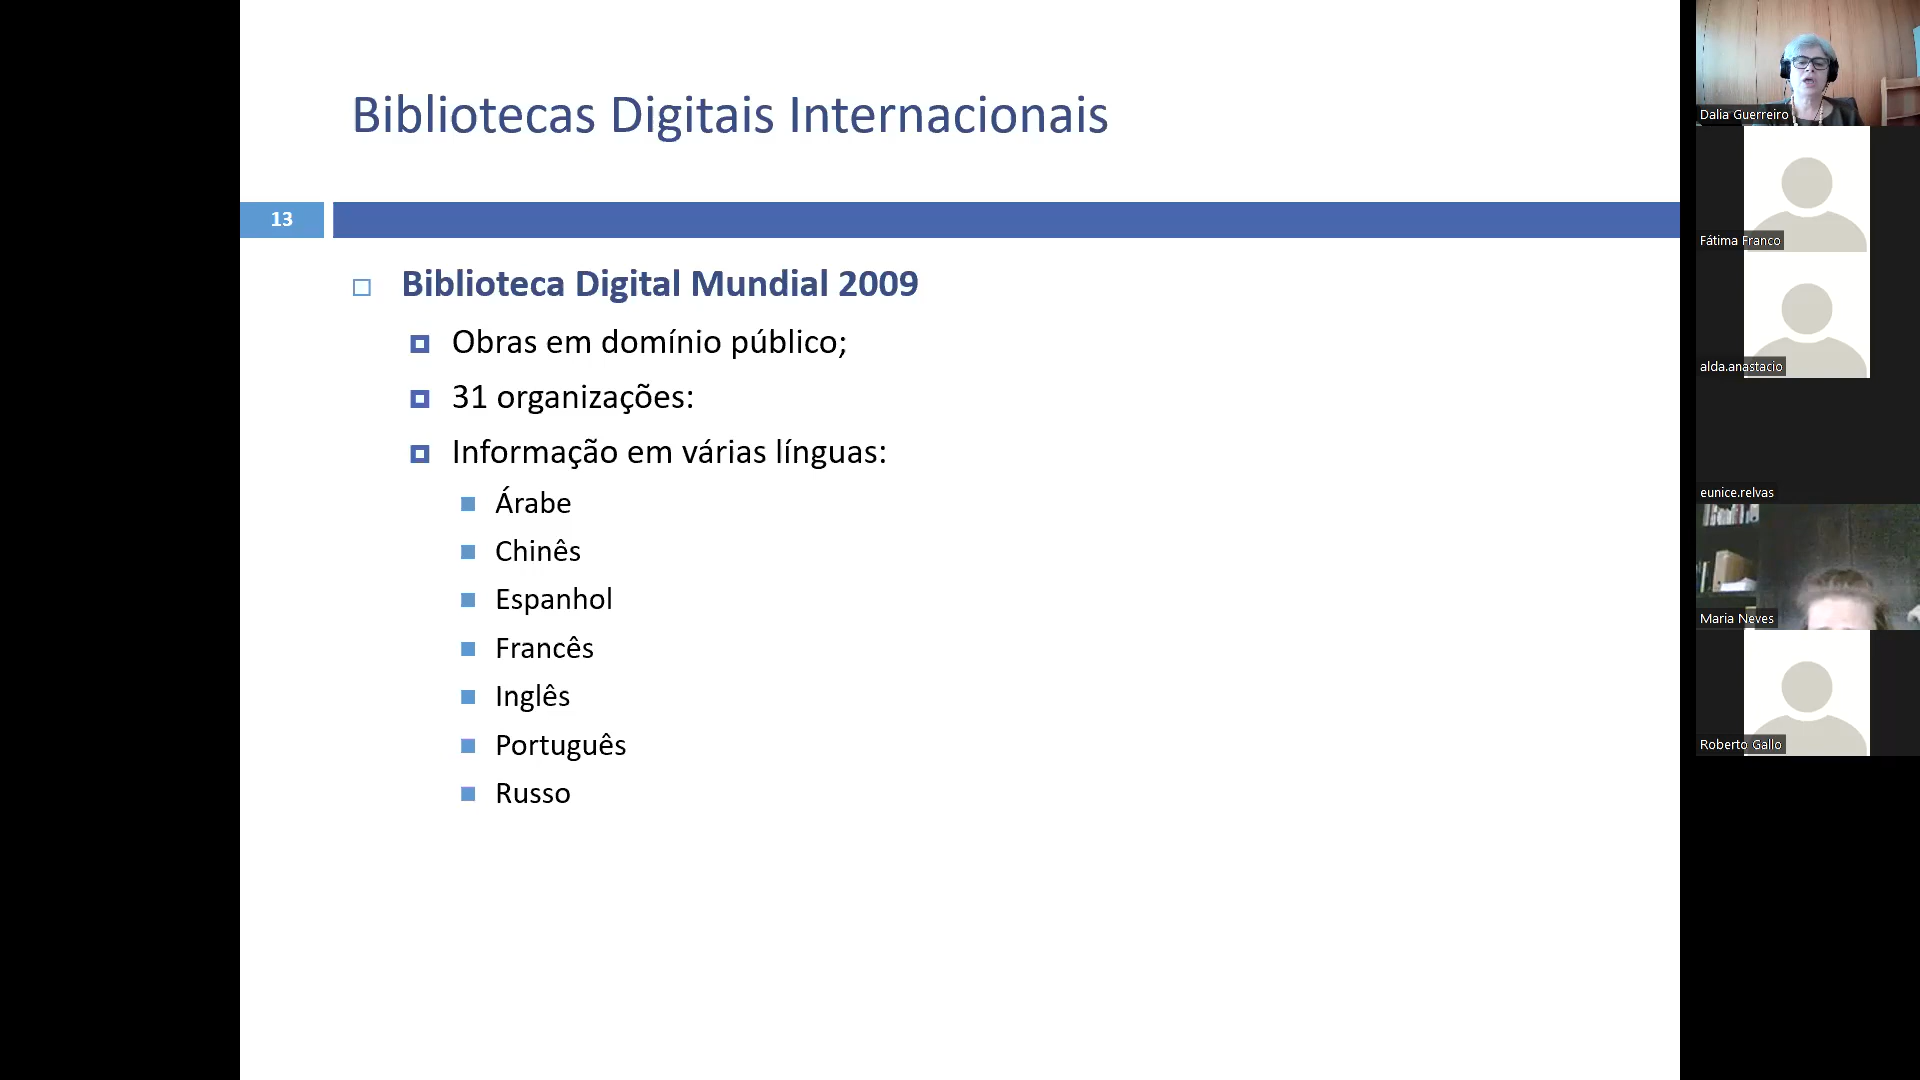 Bibliotecas Digitais Internacionais
13
Biblioteca Digital Mundial 2009
Obras em domínio público;
31 organizações:
Informação em várias línguas:
Árabe
Chinês
Espanhol
Francês
Inglês
Português
Russo
Dalia Guerreiro
Fátima Franco
alda.anastacio
eunice.relvas
Maria Neves
Roberto Gallo